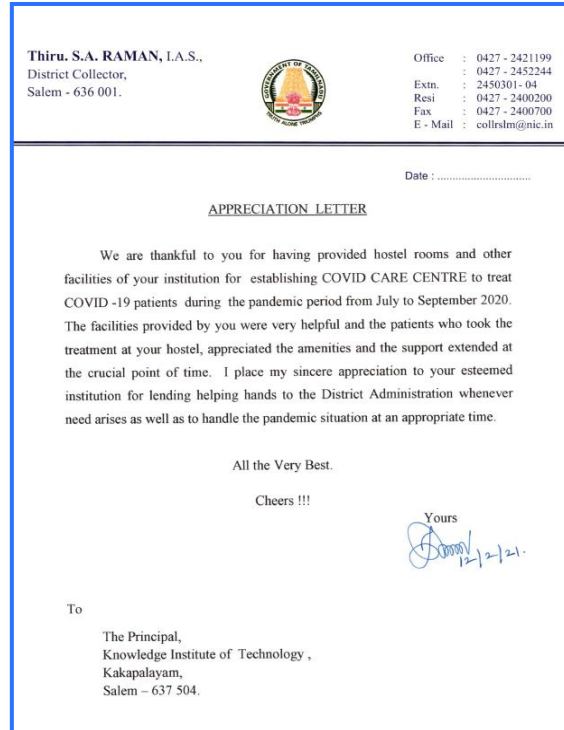 Thiru. S.A. RAMAN, I.A.S.,
District Collector,
Salem - 636 001.
GOVERNMENT OF TAMILNADU
TRUTH ALONE TRIUMPHS
Office : 0427 - 2421199
: 0427 - 2452244
Extn. : 2450301- 04
Resi : 0427 - 2400200
Fax : 0427 - 2400700
E - Mail : collrslm@nic.in
Date : ...............................
APPRECIATION LETTER
We are thankful to you for having provided hostel rooms and other
facilities of your institution for establishing COVID CARE CENTRE to treat
COVID -19 patients during the pandemic period from July to September 2020.
The facilities provided by you were very helpful and the patients who took the
treatment at your hostel, appreciated the amenities and the support extended at
the crucial point of time. I place my sincere appreciation to your esteemed
institution for lending helping hands to the District Administration whenever
need arises as well as to handle the pandemic situation at an appropriate time.
All the Very Best.
Cheers !!!
Yours
12/2/21.
To
The Principal,
Knowledge Institute of Technology ,
Kakapalayam,
Salem – 637 504.